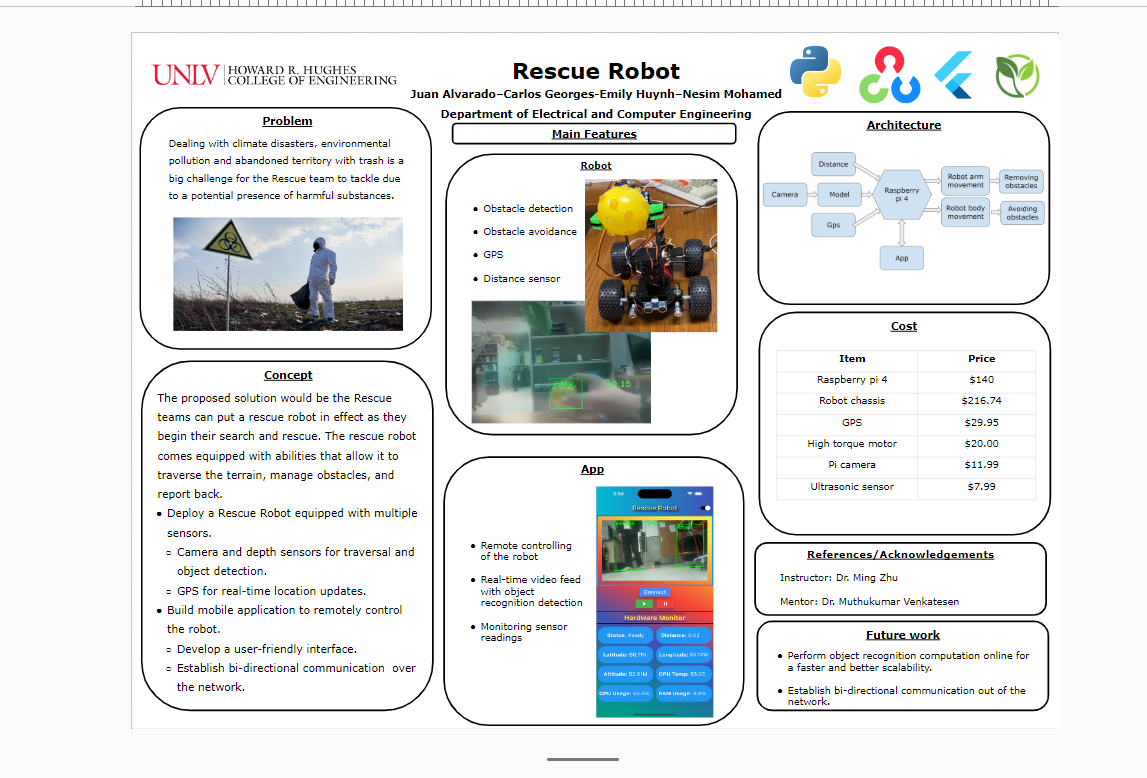 UNLV
HOWARD R. HUGHES
COLLEGE OF ENGINEERING
Rescue Robot
Juan Alvarado–Carlos Georges–Emily Huynh–Nesim Mohamed
Department of Electrical and Computer Engineering
Problem
Dealing with climate disasters, environmental
pollution and abandoned territory with trash is a
big challenge for the Rescue team to tackle due
to a potential presence of harmful substances.
Concept
The proposed solution would be the Rescue
teams can put a rescue robot in effect as they
begin their search and rescue. The rescue robot
comes equipped with abilities that allow it to
traverse the terrain, manage obstacles, and
report back.
Deploy a Rescue Robot equipped with multiple
sensors.
Camera and depth sensors for traversal and
object detection.
GPS for real-time location updates.
Build mobile application to remotely control
the robot.
Develop a user-friendly interface.
Establish bi-directional communication over
the network.
Main Features
Robot
Obstacle detection
Obstacle avoidance
GPS
Distance sensor
App
Remote controlling
of the robot
Real-time video feed
with object
recognition detection
Monitoring sensor
readings
Rescue Robot
Connect
Hardware Monitor
Status: Ready
Distance: 0.03
Latitude:
Longitude:
Altitude: 52.61M
CPU Temp:
CPU Usage:
RAM Usage:
Architecture
Distance
Camera
Model
Gps
Raspberry
pi 4
App
Robot arm
movement
Removing
obstacles
Robot body
movement
Avoiding
obstacles
Cost
Item Price
Raspberry pi 4 $140
Robot chassis $216.74
GPS $29.95
High torque motor $20.00
Pi camera $11.99
Ultrasonic sensor $7.99
References/Acknowledgements
Instructor: Dr. Ming Zhu
Mentor: Dr. Muthukumar Venkatesen
Future work
Perform object recognition computation online for
a faster and better scalability.
Establish bi-directional communication out of the
network.